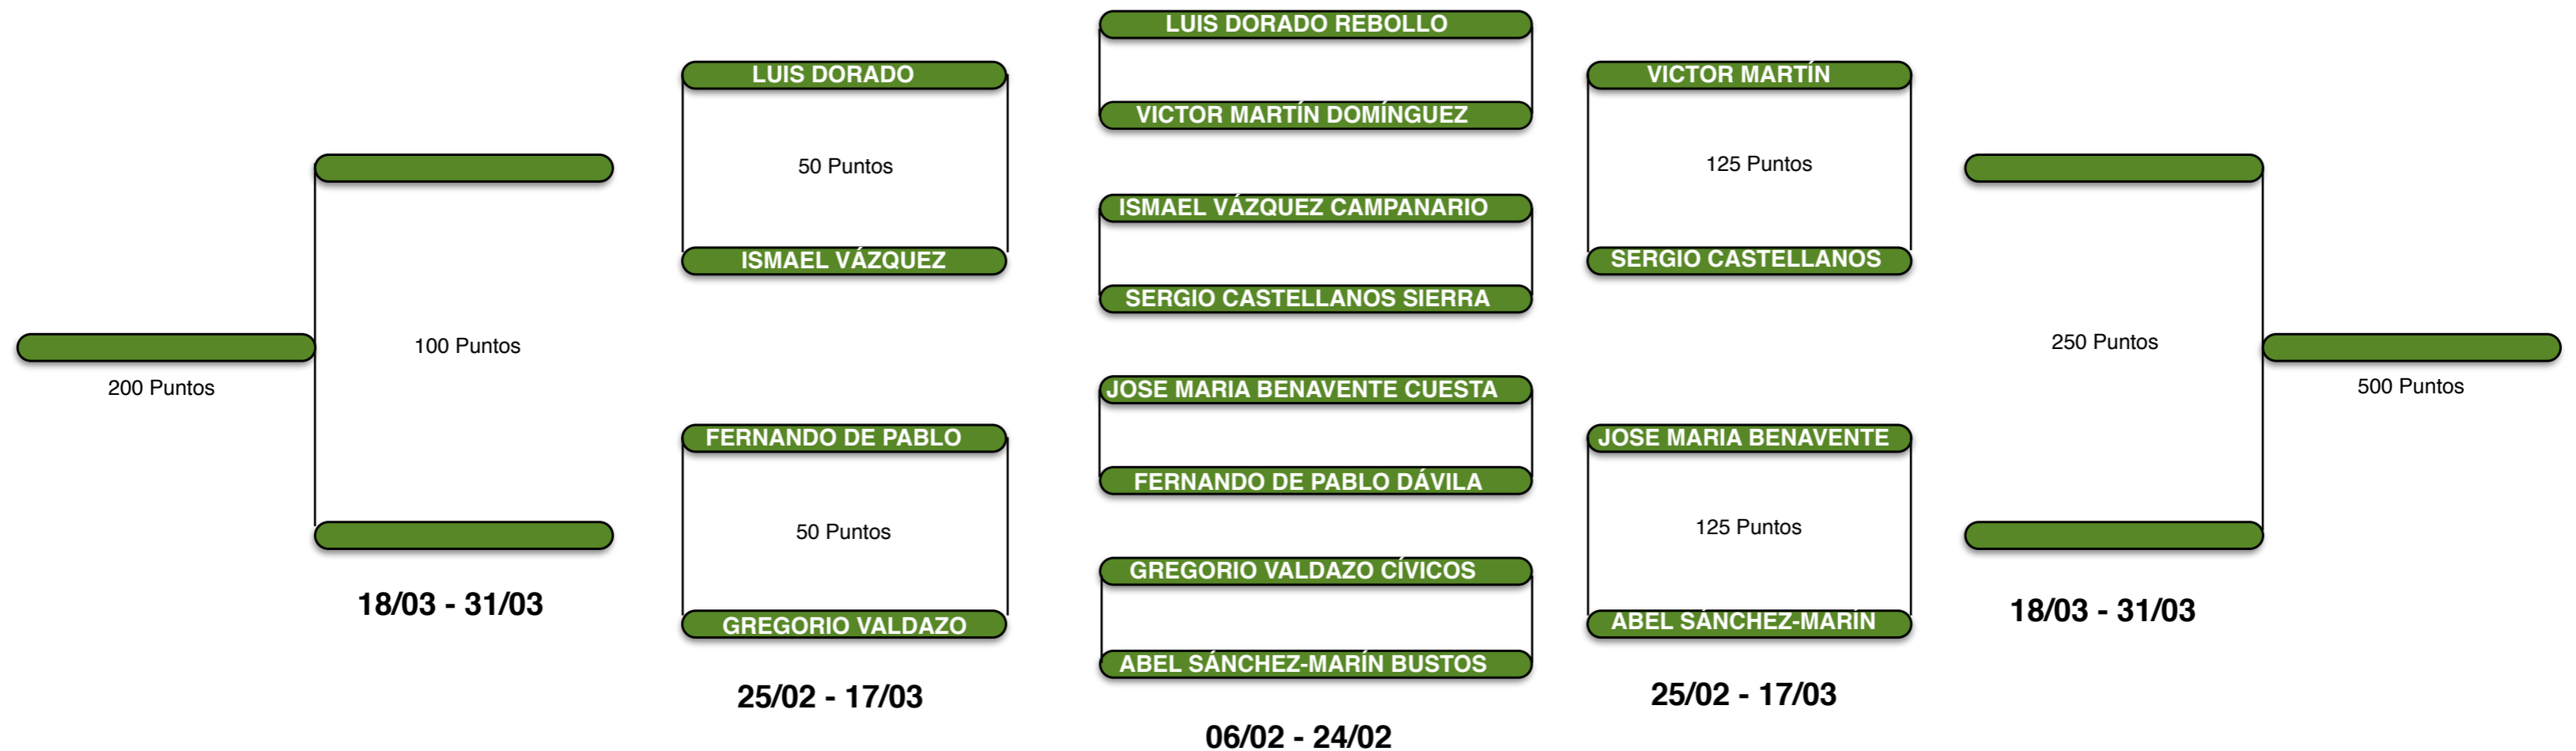 LUIS DORADO REBOLLO
LUIS DORADO
VICTOR MARTÍN
VICTOR MARTÍN DOMÍNGUEZ
50 Puntos
125 Puntos
ISMAEL VÁZQUEZ CAMPANARIO
ISMAEL VÁZQUEZ
SERGIO CASTELLANOS
SERGIO CASTELLANOS SIERRA
100 Puntos
250 Puntos
200 Puntos
JOSE MARIA BENAVENTE CUESTA
500 Puntos
FERNANDO DE PABLO
JOSE MARIA BENAVENTE
FERNANDO DE PABLO DÁVILA
50 Puntos
125 Puntos
GREGORIO VALDAZO CÍVICOS
18/03 - 31/03
18/03 - 31/03
GREGORIO VALDAZO
ABEL SÁNCHEZ-MARÍN
ABEL SÁNCHEZ-MARÍN BUSTOS
25/02 - 17/03
25/02 - 17/03
06/02 - 24/02